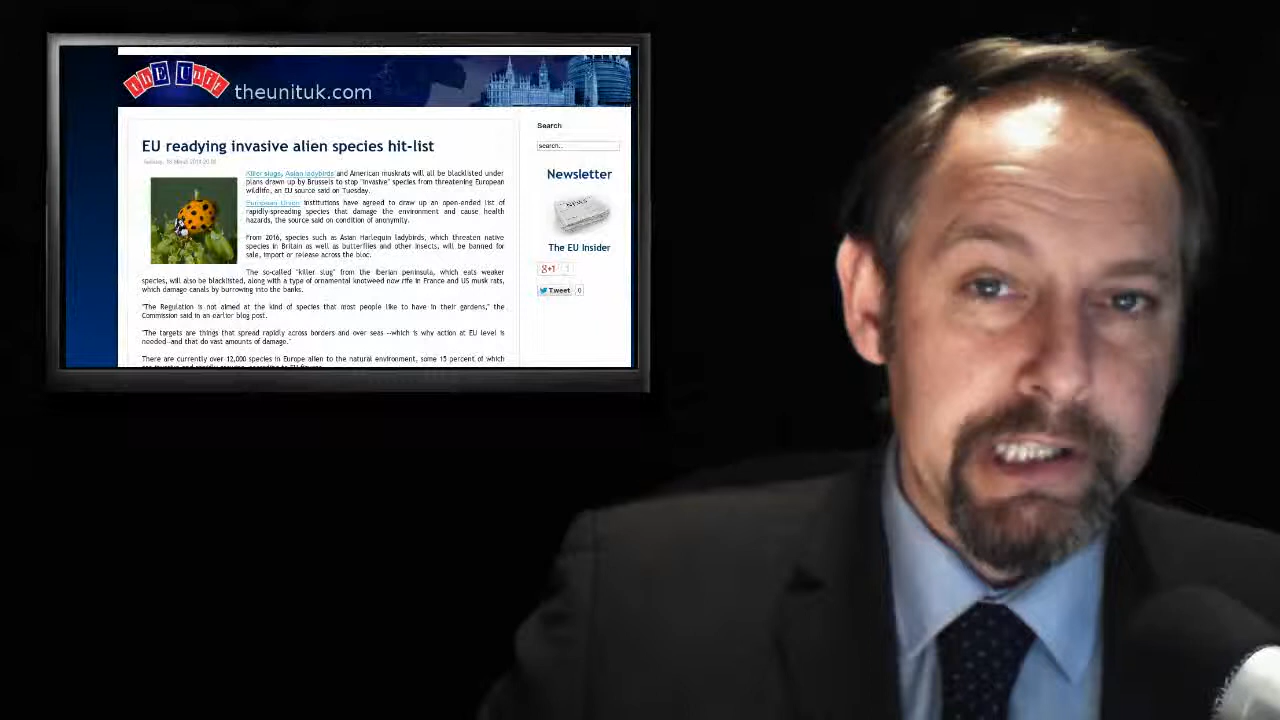 thE Unit
theunituk.com
EU readying invasive alien species hit-list
Killer slugs, Asian ladybirds and American muskrats will all be blacklisted under
plans drawn up by Brussels to stop "invasive" species from threatening European
wildlife, an EU source said on Tuesday.
European Union institutions have agreed to draw up an open-ended list of
rapidly-spreading species that damage the environment and cause health
hazards, the source said on condition of anonymity.
From 2016, species such as Asian Harlequin ladybirds, which threaten native
species in Britain as well as butterflies and other insects, will be banned for
sale, import or release across the bloc.
The so-called "killer slug" from the Iberian peninsula, which eats weaker
species, will also be blacklisted, along with a type of ornamental knotweed now rife in France and US musk rats,
which damage canals by burrowing into the banks.
"The Regulation is not aimed at the kind of species that most people like to have in their gardens," the
Commission said in an earlier blog post.
"The targets are things that spread rapidly across borders and over seas --which is why action at EU level is
needed--and that do vast amounts of damage."
There are currently over 12,000 species in Europe alien to the natural environment, some 15 percent of which
Search
search...
Newsletter
NEWS
The EU Insider
g+1 1
Tweet 0